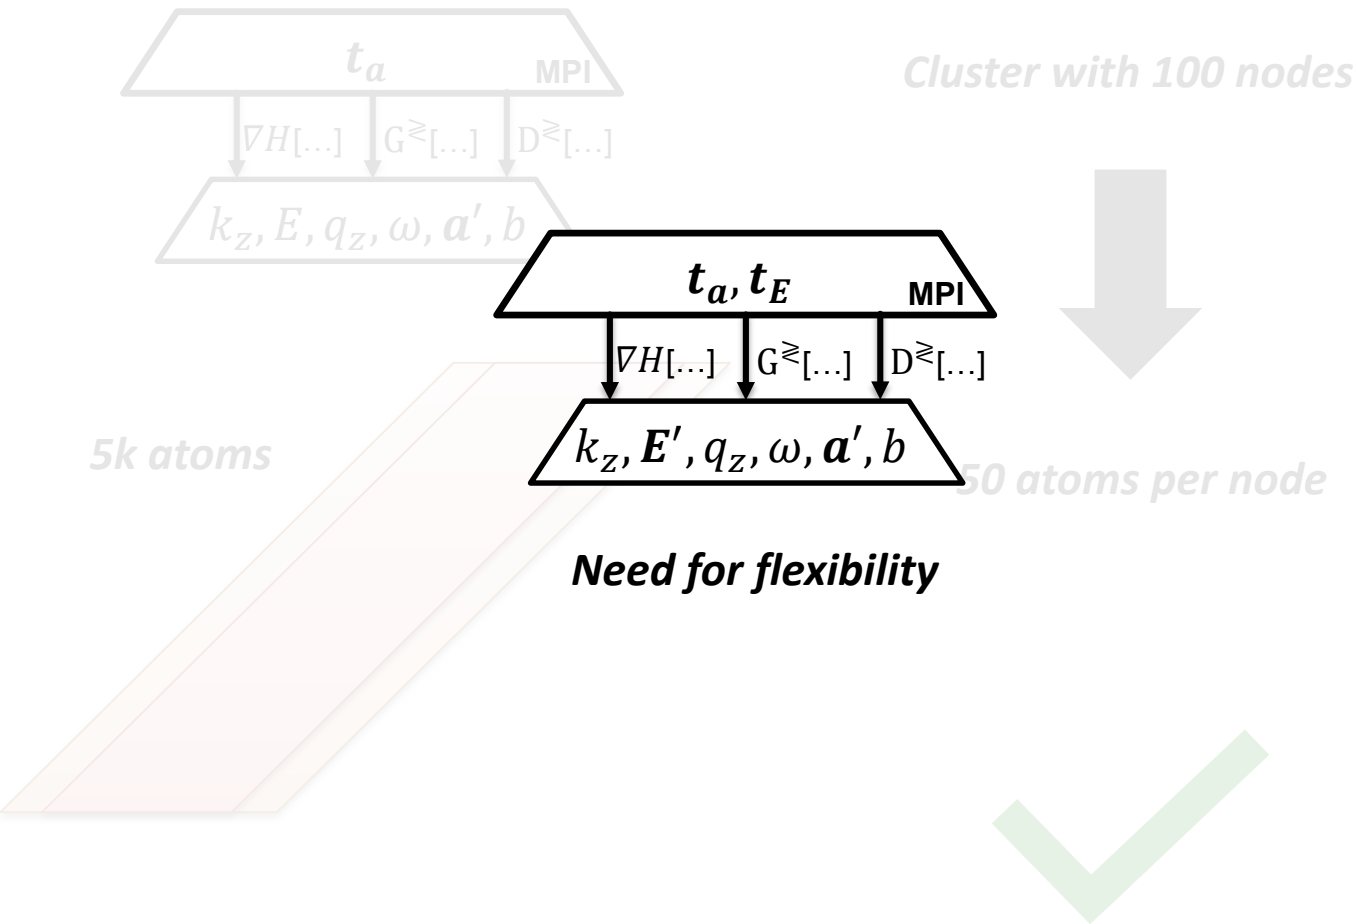 t_a MPI
Cluster with 100 nodes
∇H[…] G^≷[…] D^≷[…]
k_z, E, q_z, ω, a′, b
t_a, t_E MPI
∇H[…] G^≷[…] D^≷[…]
5k atoms
k_z, E′, q_z, ω, a′, b
50 atoms per node
Need for flexibility